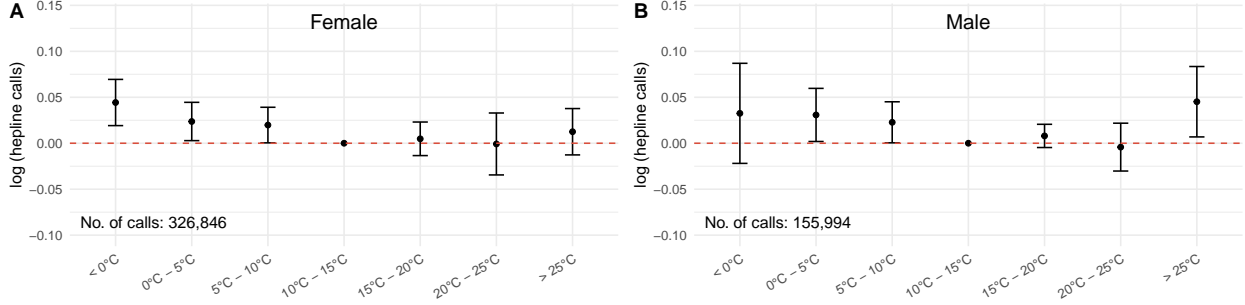 A
Female
log (hepline calls)
0.15
0.10
0.05
0.00
−0.05
−0.10
No. of calls: 326,846
< 0°C
0°C − 5°C
5°C − 10°C
10°C − 15°C
15°C − 20°C
20°C − 25°C
> 25°C
B
Male
log (hepline calls)
0.15
0.10
0.05
0.00
−0.05
−0.10
No. of calls: 155,994
< 0°C
0°C − 5°C
5°C − 10°C
10°C − 15°C
15°C − 20°C
20°C − 25°C
> 25°C